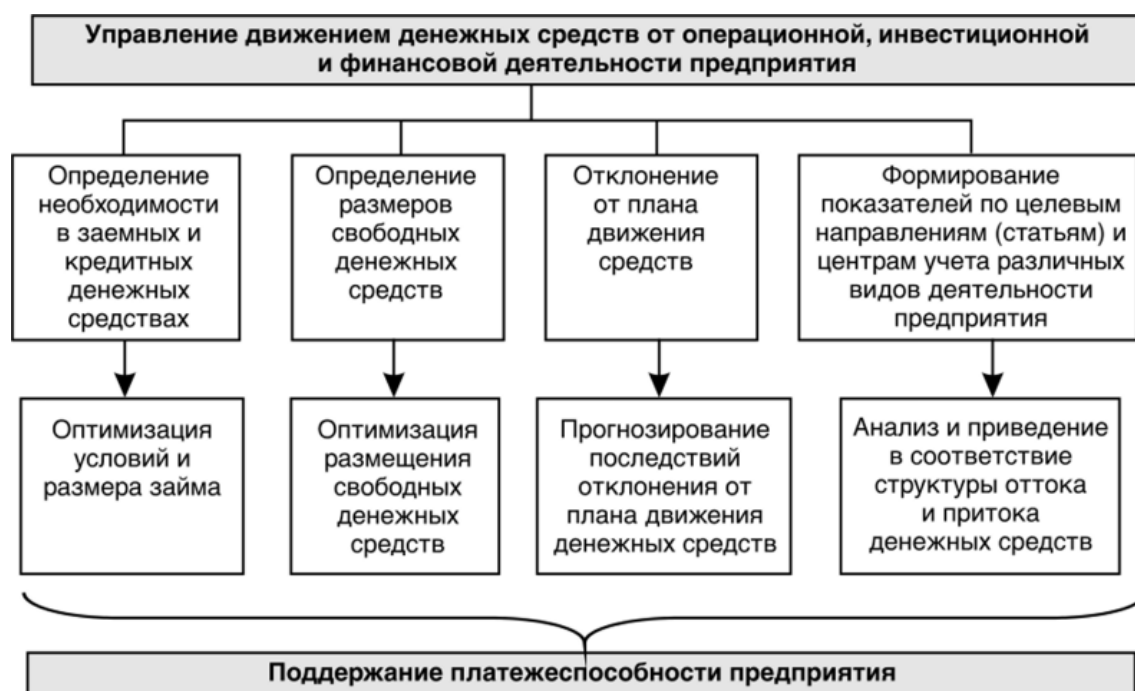 Управление движением денежных средств от операционной, инвестиционной
и финансовой деятельности предприятия
Определение
необходимости
в заемных и
кредитных
денежных
средствах
Определение
размеров
свободных
денежных
средств
Отклонение
от плана
движения
средств
Формирование
показателей по целевым
направлениям (статьям) и
центрам учета различных
видов деятельности
предприятия
Оптимизация
условий и
размера займа
Оптимизация
размещения
свободных
денежных
средств
Прогнозирование
последствий
отклонения от
плана движения
денежных средств
Анализ и приведение
в соответствие
структуры оттока
и притока
денежных средств
Поддержание платежеспособности предприятия